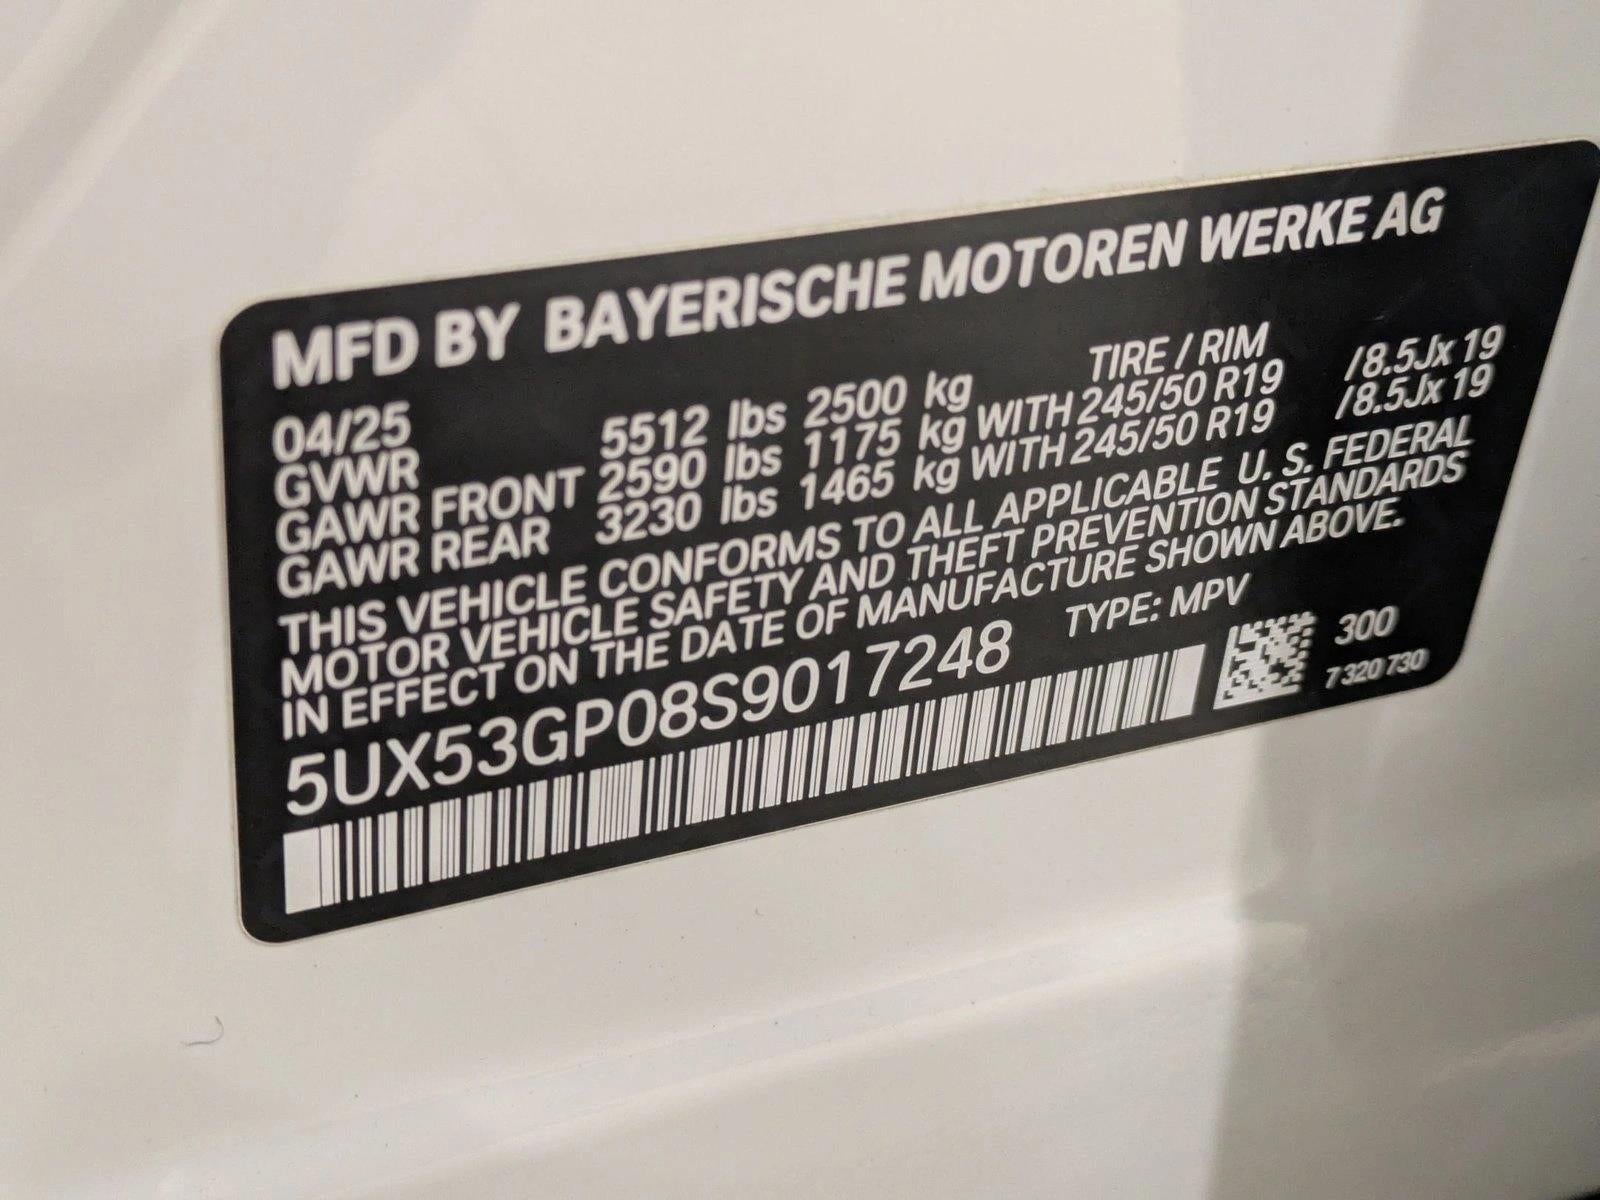 MFD BY BAYERISCHE MOTOREN WERKE AG
04/25 TIRE / RIM
GVWR 5512 lbs 2500 kg
GAWR FRONT 2590 lbs 1175 kg WITH 245/50 R19 /8.5Jx 19
GAWR REAR 3230 lbs 1465 kg WITH 245/50 R19 /8.5Jx 19
THIS VEHICLE CONFORMS TO ALL APPLICABLE U. S. FEDERAL
MOTOR VEHICLE SAFETY AND THEFT PREVENTION STANDARDS
IN EFFECT ON THE DATE OF MANUFACTURE SHOWN ABOVE.
5UX53GP08S9017248 TYPE: MPV
300
7 320 730